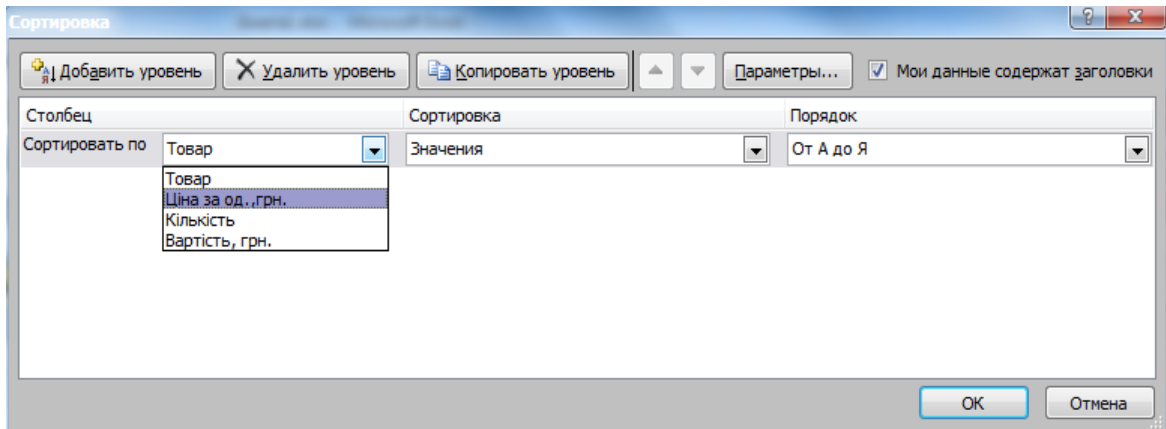 Сортировка
Добавить уровень Удалить уровень Копировать уровень Параметры... Мои данные содержат заголовки
Столбец Сортировка Порядок
Сортировать по Товар Значения От А до Я
Товар
Ціна за од.,грн.
Кількість
Вартість, грн.
ОК Отмена